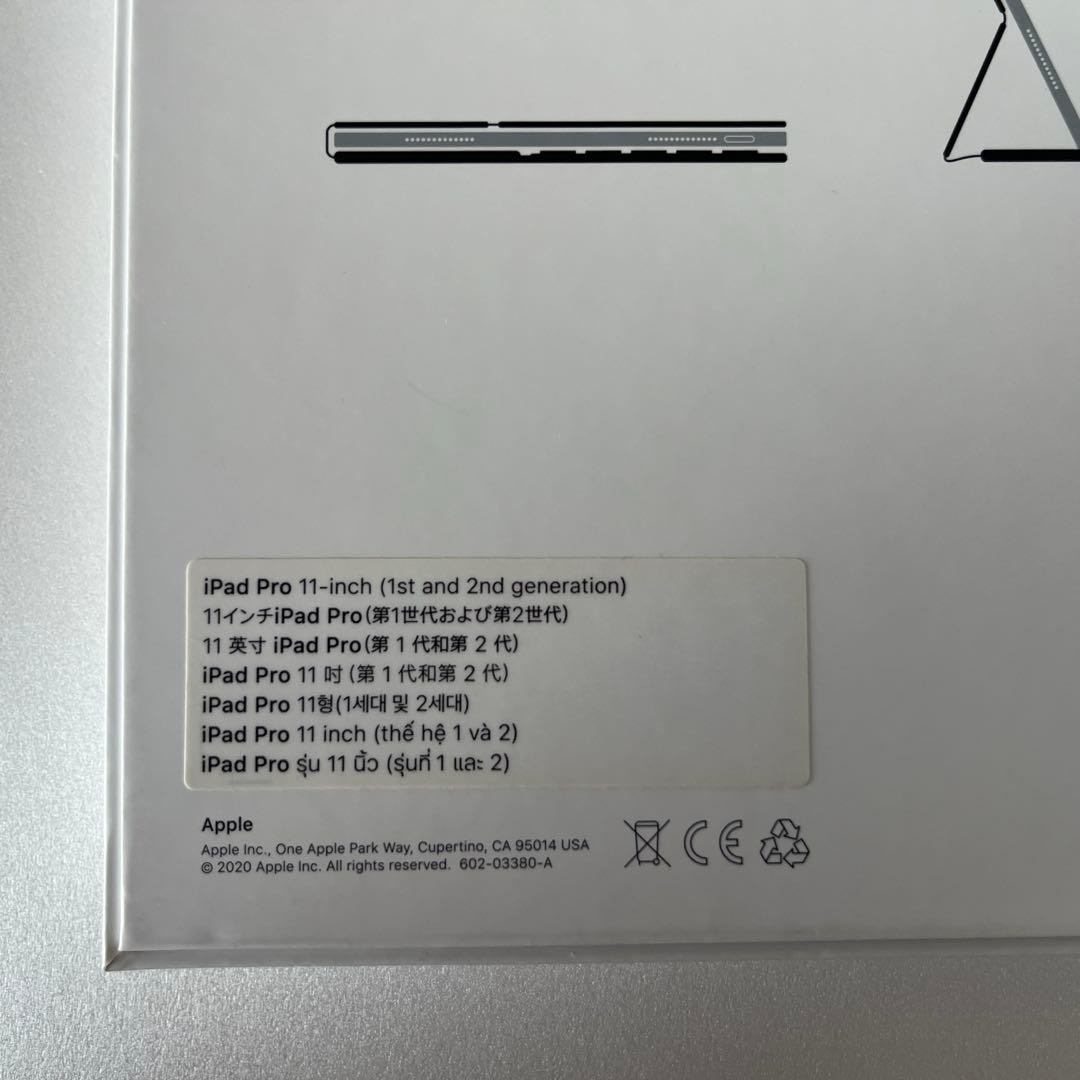 iPad Pro 11-inch (1st and 2nd generation)
11インチiPad Pro(第1世代および第2世代)
11 英寸 iPad Pro(第 1 代和第 2 代)
iPad Pro 11 吋 (第 1 代和第 2 代)
iPad Pro 11형(1세대 및 2세대)
iPad Pro 11 inch (thế hệ 1 và 2)
iPad Pro รุ่น 11 นิ้ว (รุ่นที่ 1 และ 2)
Apple
Apple Inc., One Apple Park Way, Cupertino, CA 95014 USA
© 2020 Apple Inc. All rights reserved. 602-03380-A
CE